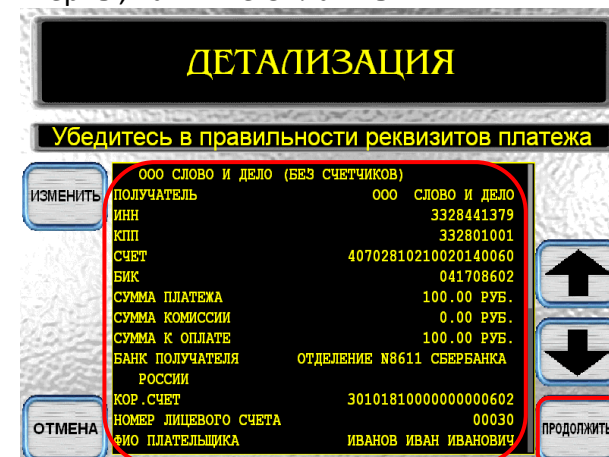 ДЕТАЛИЗАЦИЯ
Убедитесь в правильности реквизитов платежа
ИЗМЕНИТЬ
ООО СЛОВО И ДЕЛО (БЕЗ СЧЕТЧИКОВ)
ПОЛУЧАТЕЛЬ ООО СЛОВО И ДЕЛО
ИНН 3328441379
КПП 332801001
СЧЕТ 40702810210020140060
БИК 041708602
СУММА ПЛАТЕЖА 100.00 РУБ.
СУММА КОМИССИИ 0.00 РУБ.
СУММА К ОПЛАТЕ 100.00 РУБ.
БАНК ПОЛУЧАТЕЛЯ ОТДЕЛЕНИЕ N8611 СБЕРБАНКА
РОССИИ
КОР.СЧЕТ 30101810000000000602
НОМЕР ЛИЦЕВОГО СЧЕТА 00030
ФИО ПЛАТЕЛЬЩИКА ИВАНОВ ИВАН ИВАНОВИЧ
ОТМЕНА
ПРОДОЛЖИТЬ